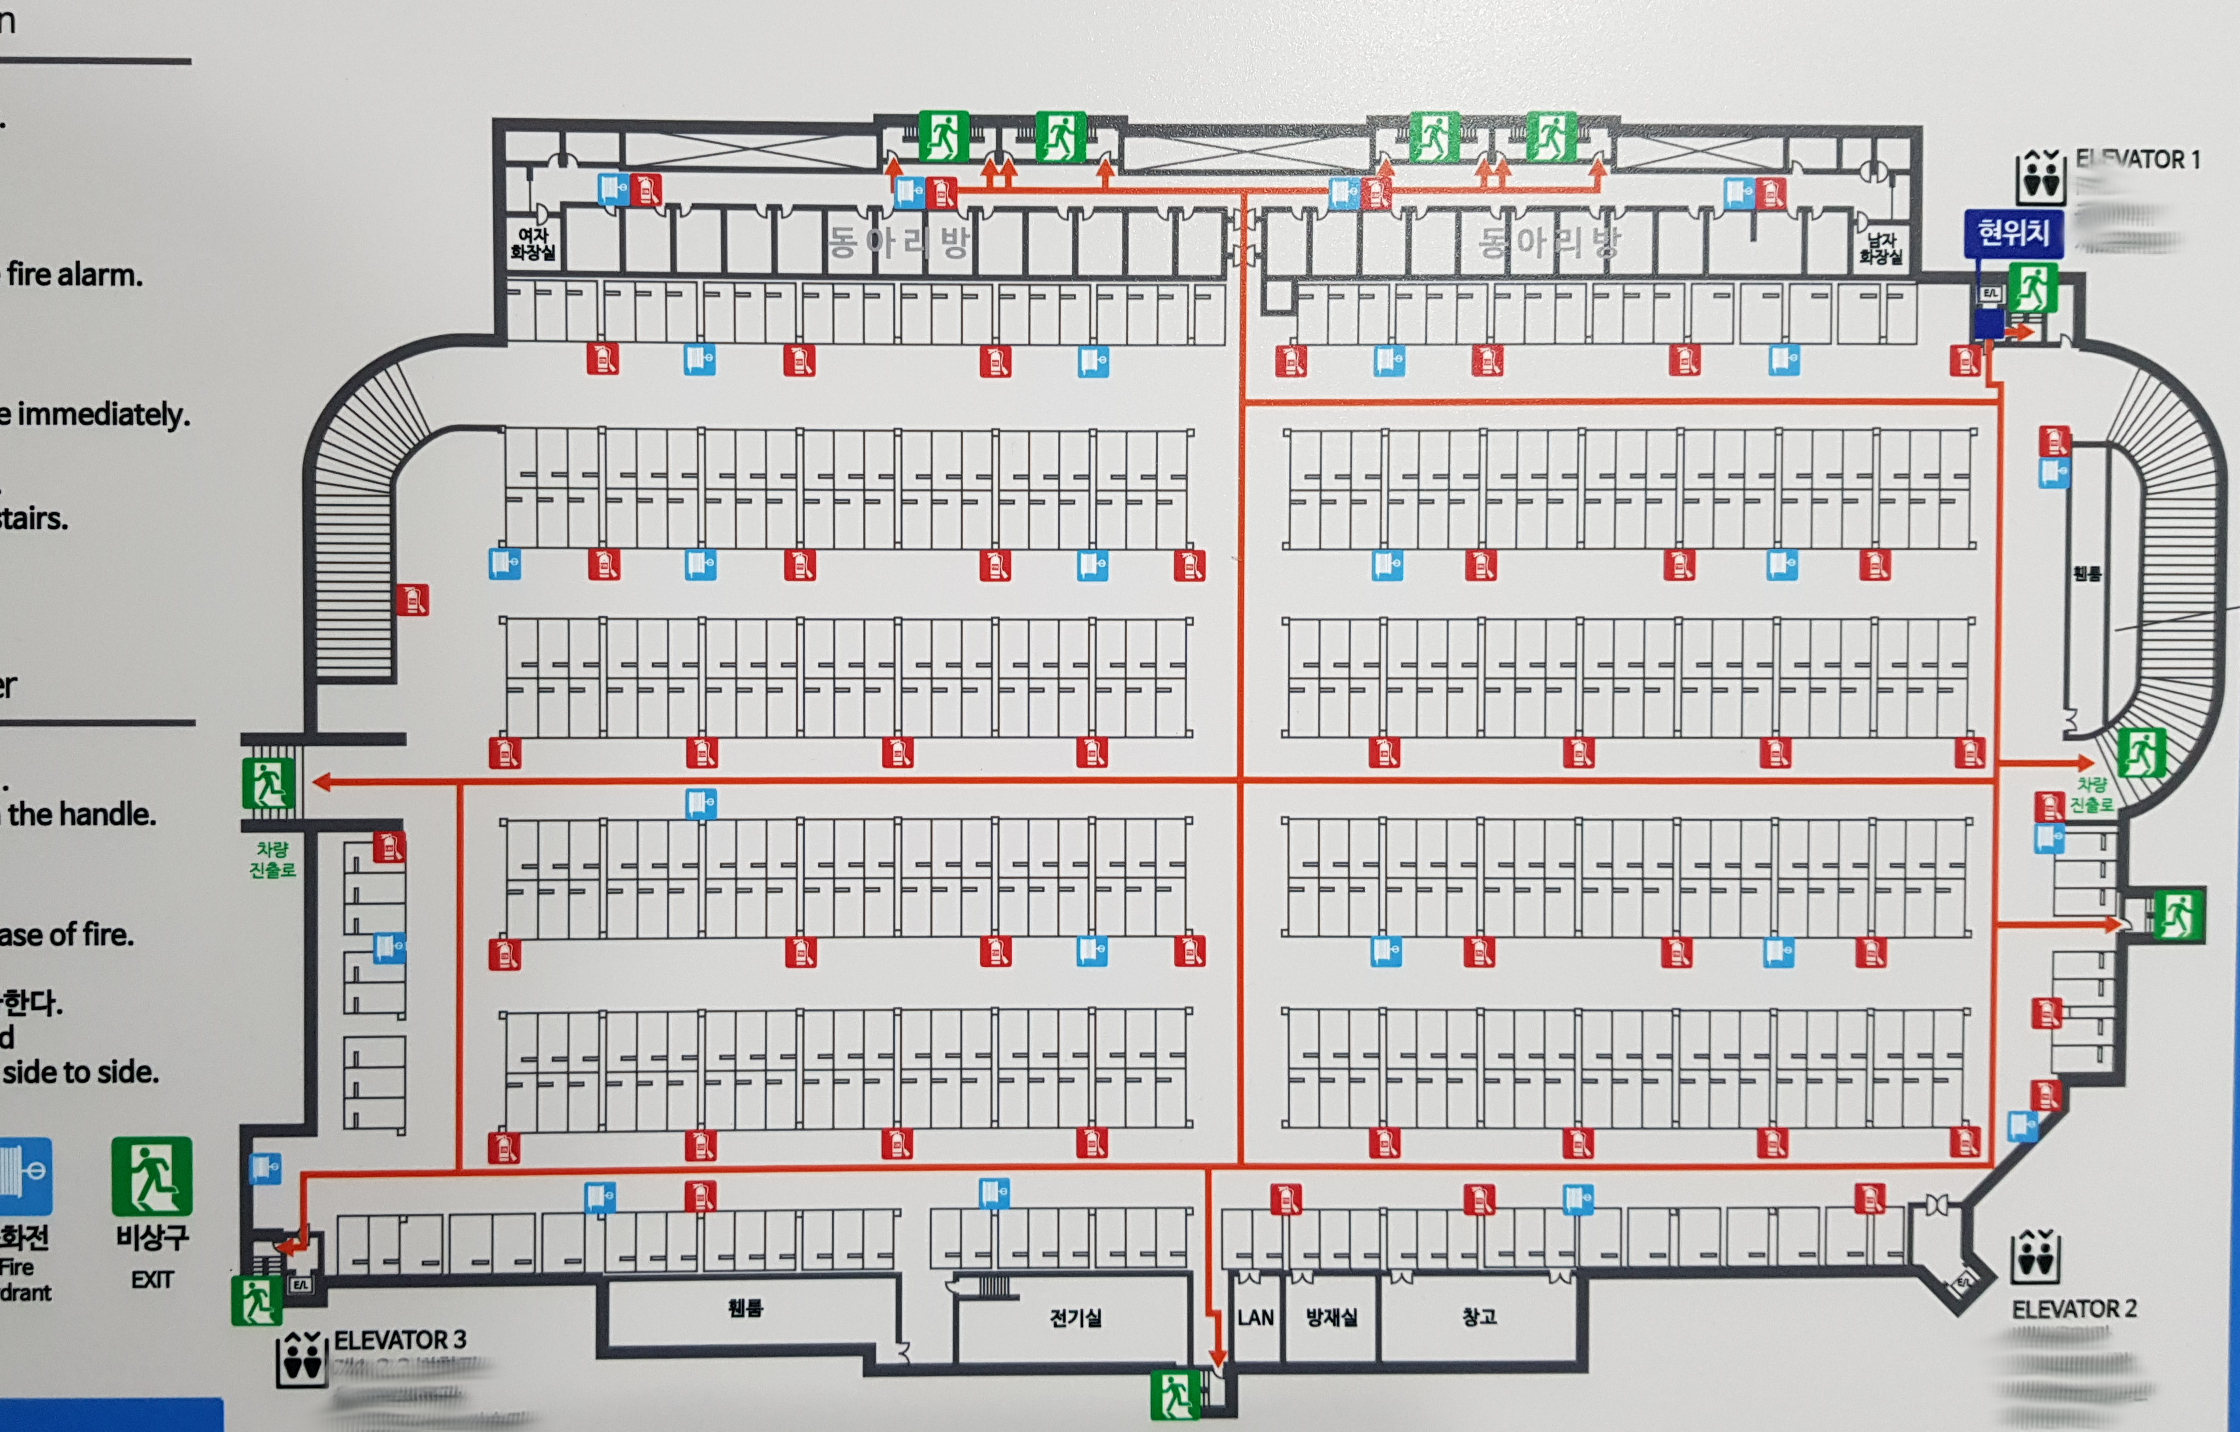 n
.
fire alarm.
e immediately.
.
stairs.
er
.
the handle.
ase of fire.
한다.
d
side to side.
화전
Fire
drant
비상구
EXIT
ELEVATOR 1
현위치
여자
화장실
동아리방
동아리방
남자
화장실
E/L
휀룸
차량
진출로
차량
진출로
E/L
휀룸
전기실
LAN
방재실
창고
E/L
ELEVATOR 3
ELEVATOR 2